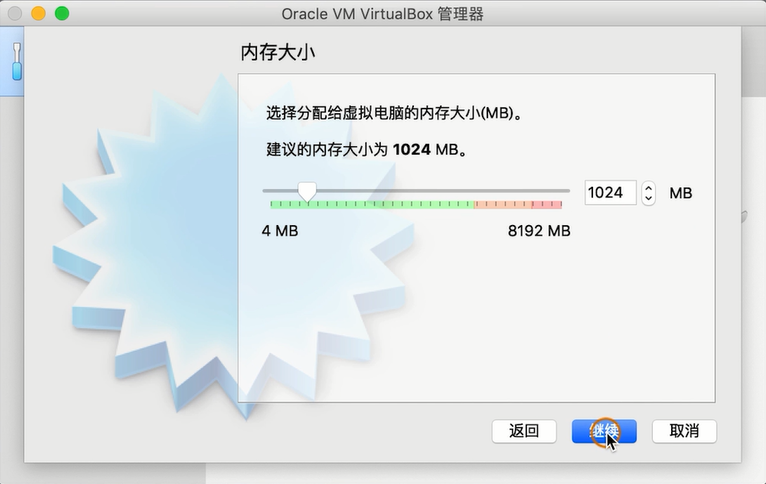 Oracle VM VirtualBox 管理器
内存大小
选择分配给虚拟电脑的内存大小(MB)。
建议的内存大小为 1024 MB。
1024 MB
4 MB 8192 MB
返回 继续 取消